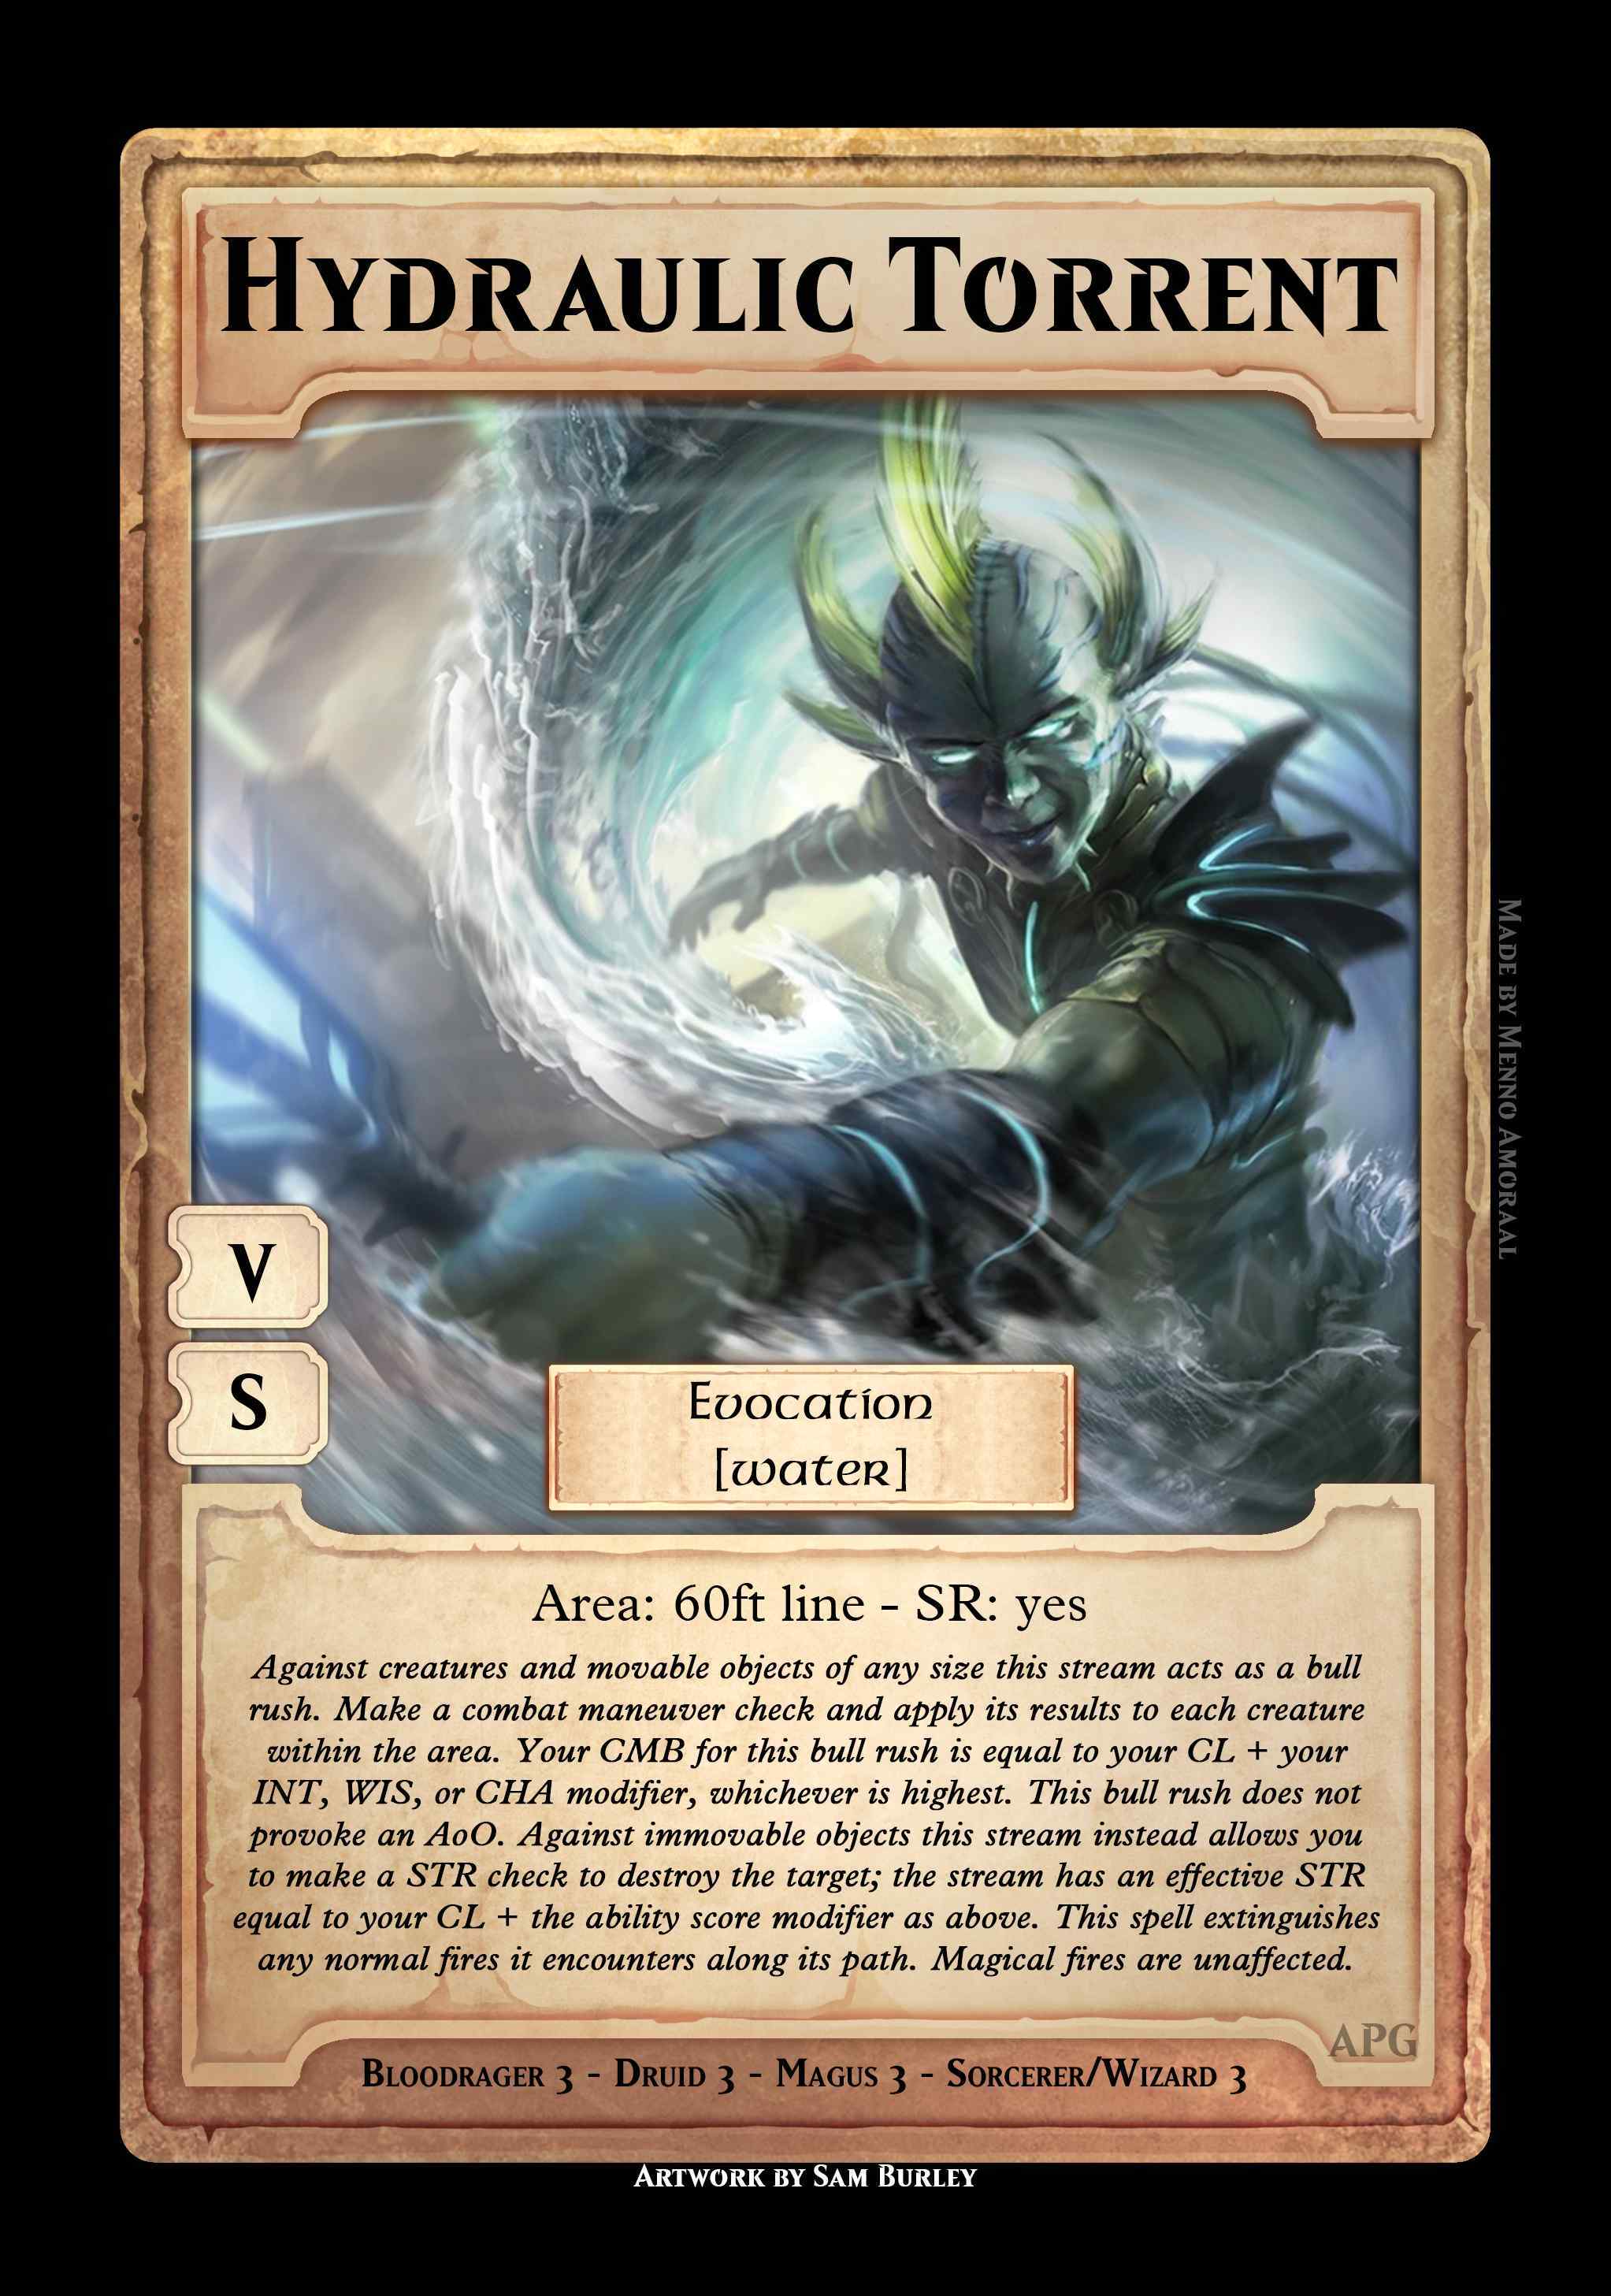 Hydraulic Torrent
V
S
Evocation
[water]
Area: 60ft line - SR: yes
Against creatures and movable objects of any size this stream acts as a bull
rush. Make a combat maneuver check and apply its results to each creature
within the area. Your CMB for this bull rush is equal to your CL + your
INT, WIS, or CHA modifier, whichever is highest. This bull rush does not
provoke an AoO. Against immovable objects this stream instead allows you
to make a STR check to destroy the target; the stream has an effective STR
equal to your CL + the ability score modifier as above. This spell extinguishes
any normal fires it encounters along its path. Magical fires are unaffected.
APG
Bloodrager 3 - Druid 3 - Magus 3 - Sorcerer/Wizard 3
Artwork by Sam Burley
Made by Menno Amoraal